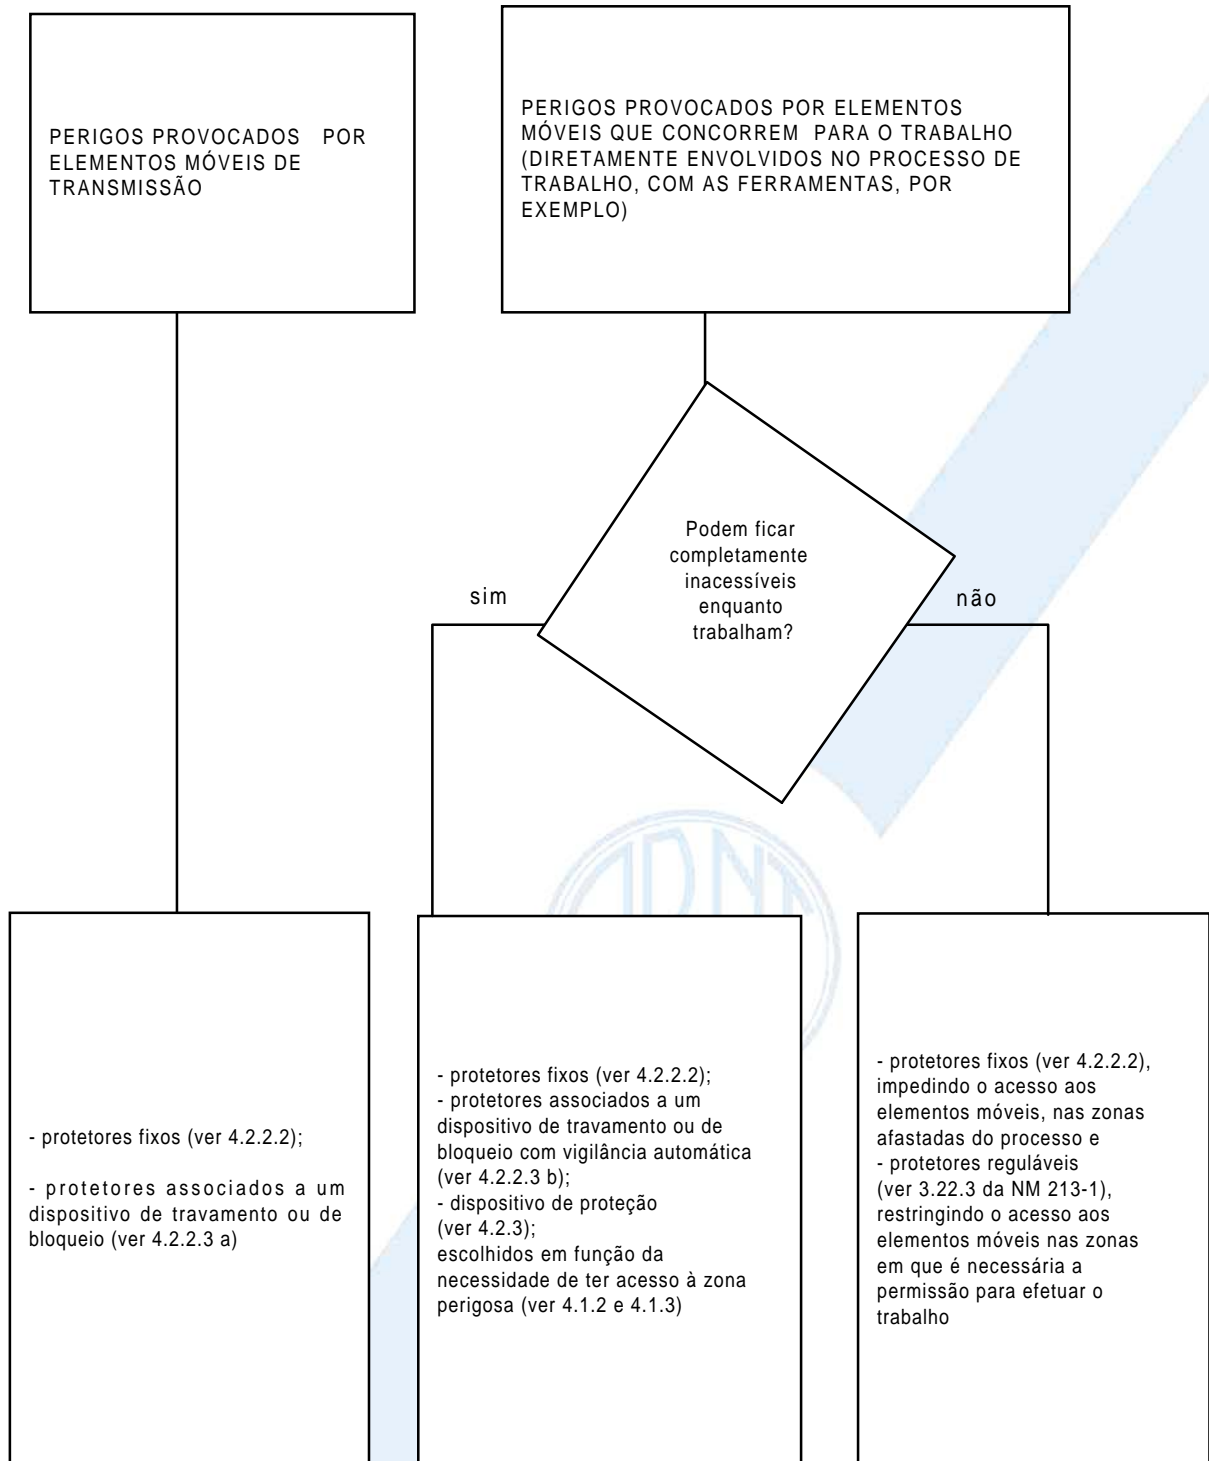 PERIGOS PROVOCADOS POR
ELEMENTOS MÓVEIS DE
TRANSMISSÃO
PERIGOS PROVOCADOS POR ELEMENTOS
MÓVEIS QUE CONCORREM PARA O TRABALHO
(DIRETAMENTE ENVOLVIDOS NO PROCESSO DE
TRABALHO, COM AS FERRAMENTAS, POR
EXEMPLO)
Podem ficar
completamente
inacessíveis
enquanto
trabalham?
sim
não
ABNT
- protetores fixos (ver 4.2.2.2);
- protetores associados a um
dispositivo de travamento ou de
bloqueio (ver 4.2.2.3 a)
- protetores fixos (ver 4.2.2.2);
- protetores associados a um
dispositivo de travamento ou de
bloqueio com vigilância automática
(ver 4.2.2.3 b);
- dispositivo de proteção
(ver 4.2.3);
escolhidos em função da
necessidade de ter acesso à zona
perigosa (ver 4.1.2 e 4.1.3)
- protetores fixos (ver 4.2.2.2),
impedindo o acesso aos
elementos móveis, nas zonas
afastadas do processo e
- protetores reguláveis
(ver 3.22.3 da NM 213-1),
restringindo o acesso aos
elementos móveis nas zonas
em que é necessária a
permissão para efetuar o
trabalho